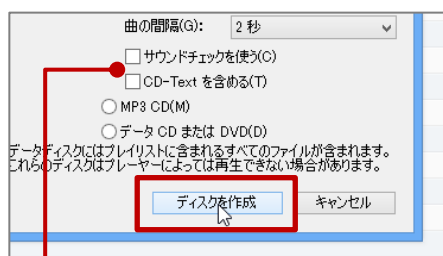 曲の間隔(G): 2 秒
サウンドチェックを使う(C)
CD-Text を含める(T)
MP3 CD(M)
データ CD または DVD(D)
データディスクにはプレイリストに含まれるすべてのファイルが含まれます。
これらのディスクはプレーヤーによっては再生できない場合があります。
ディスクを作成 キャンセル